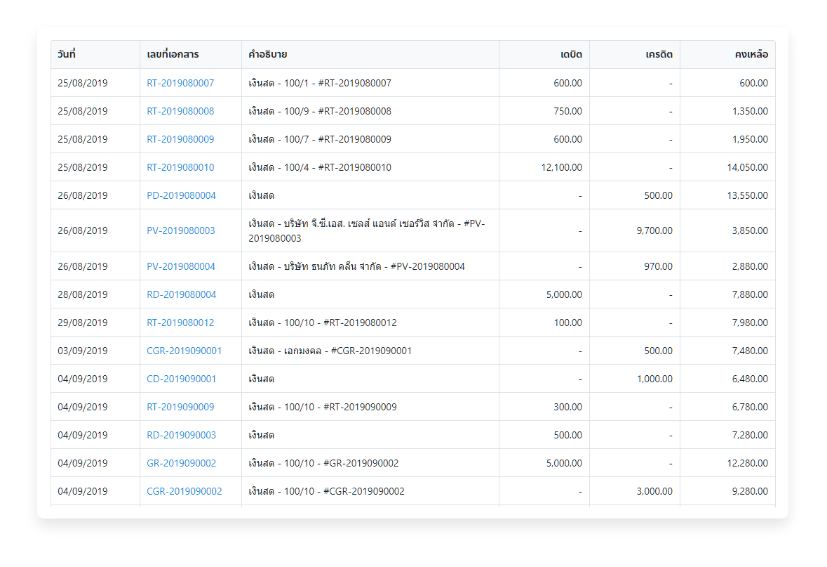 วันที่ เลขที่เอกสาร คำอธิบาย เดบิต เครดิต คงเหลือ
25/08/2019 RT-2019080007 เงินสด - 100/1 - #RT-2019080007 600.00 - 600.00
25/08/2019 RT-2019080008 เงินสด - 100/9 - #RT-2019080008 750.00 - 1,350.00
25/08/2019 RT-2019080009 เงินสด - 100/7 - #RT-2019080009 600.00 - 1,950.00
25/08/2019 RT-2019080010 เงินสด - 100/4 - #RT-2019080010 12,100.00 - 14,050.00
26/08/2019 PD-2019080004 เงินสด - 500.00 13,550.00
26/08/2019 PV-2019080003 เงินสด - บริษัท จี.ซี.เอส. เซลส์ แอนด์ เซอร์วิส จำกัด - #PV- - 9,700.00 3,850.00
2019080003
26/08/2019 PV-2019080004 เงินสด - บริษัท ธนภัท คลีน จำกัด - #PV-2019080004 - 970.00 2,880.00
28/08/2019 RD-2019080004 เงินสด 5,000.00 - 7,880.00
29/08/2019 RT-2019080012 เงินสด - 100/10 - #RT-2019080012 100.00 - 7,980.00
03/09/2019 CGR-2019090001 เงินสด - เอกมงคล - #CGR-2019090001 - 500.00 7,480.00
04/09/2019 CD-2019090001 เงินสด - 1,000.00 6,480.00
04/09/2019 RT-2019090009 เงินสด - 100/10 - #RT-2019090009 300.00 - 6,780.00
04/09/2019 RD-2019090003 เงินสด 500.00 - 7,280.00
04/09/2019 GR-2019090002 เงินสด - 100/10 - #GR-2019090002 5,000.00 - 12,280.00
04/09/2019 CGR-2019090002 เงินสด - 100/10 - #CGR-2019090002 - 3,000.00 9,280.00